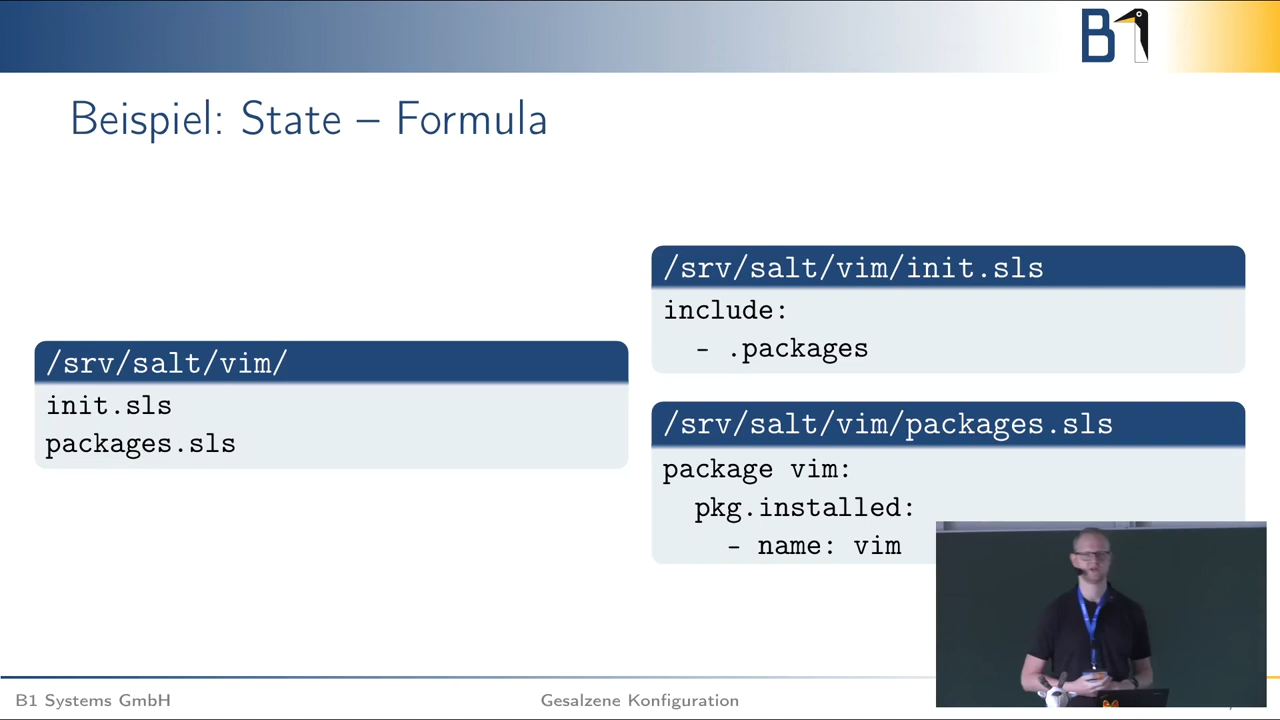 B1
Beispiel: State – Formula
/srv/salt/vim/
init.sls
packages.sls
/srv/salt/vim/init.sls
include:
- .packages
/srv/salt/vim/packages.sls
package vim:
pkg.installed:
- name: vim
B1 Systems GmbH
Gesalzene Konfiguration